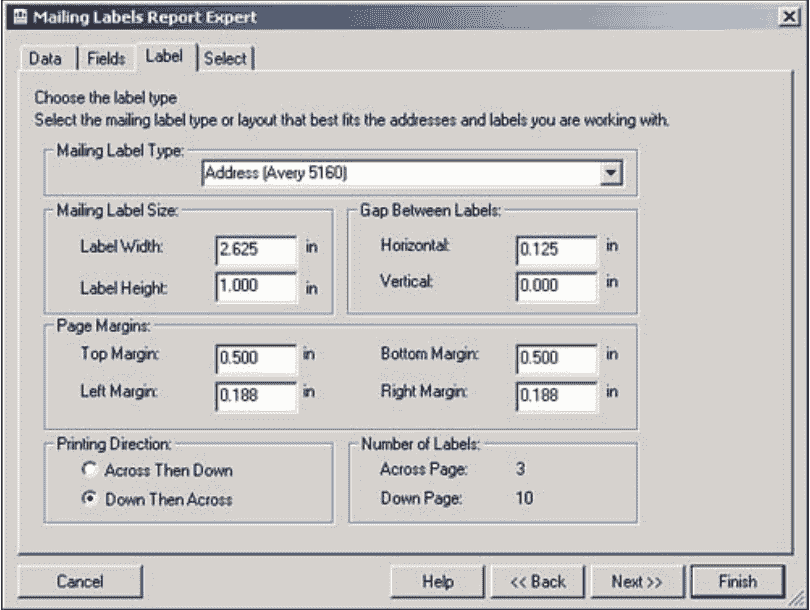 Mailing Labels Report Expert
Data Fields Label Select
Choose the label type
Select the mailing label type or layout that best fits the addresses and labels you are working with.
Mailing Label Type:
Address (Avery 5160)
Mailing Label Size: Gap Between Labels:
Label Width: 2.625 in Horizontal: 0.125 in
Label Height: 1.000 in Vertical: 0.000 in
Page Margins:
Top Margin: 0.500 in Bottom Margin: 0.500 in
Left Margin: 0.188 in Right Margin: 0.188 in
Printing Direction: Number of Labels:
Across Then Down Across Page: 3
Down Then Across Down Page: 10
Cancel Help << Back Next >> Finish